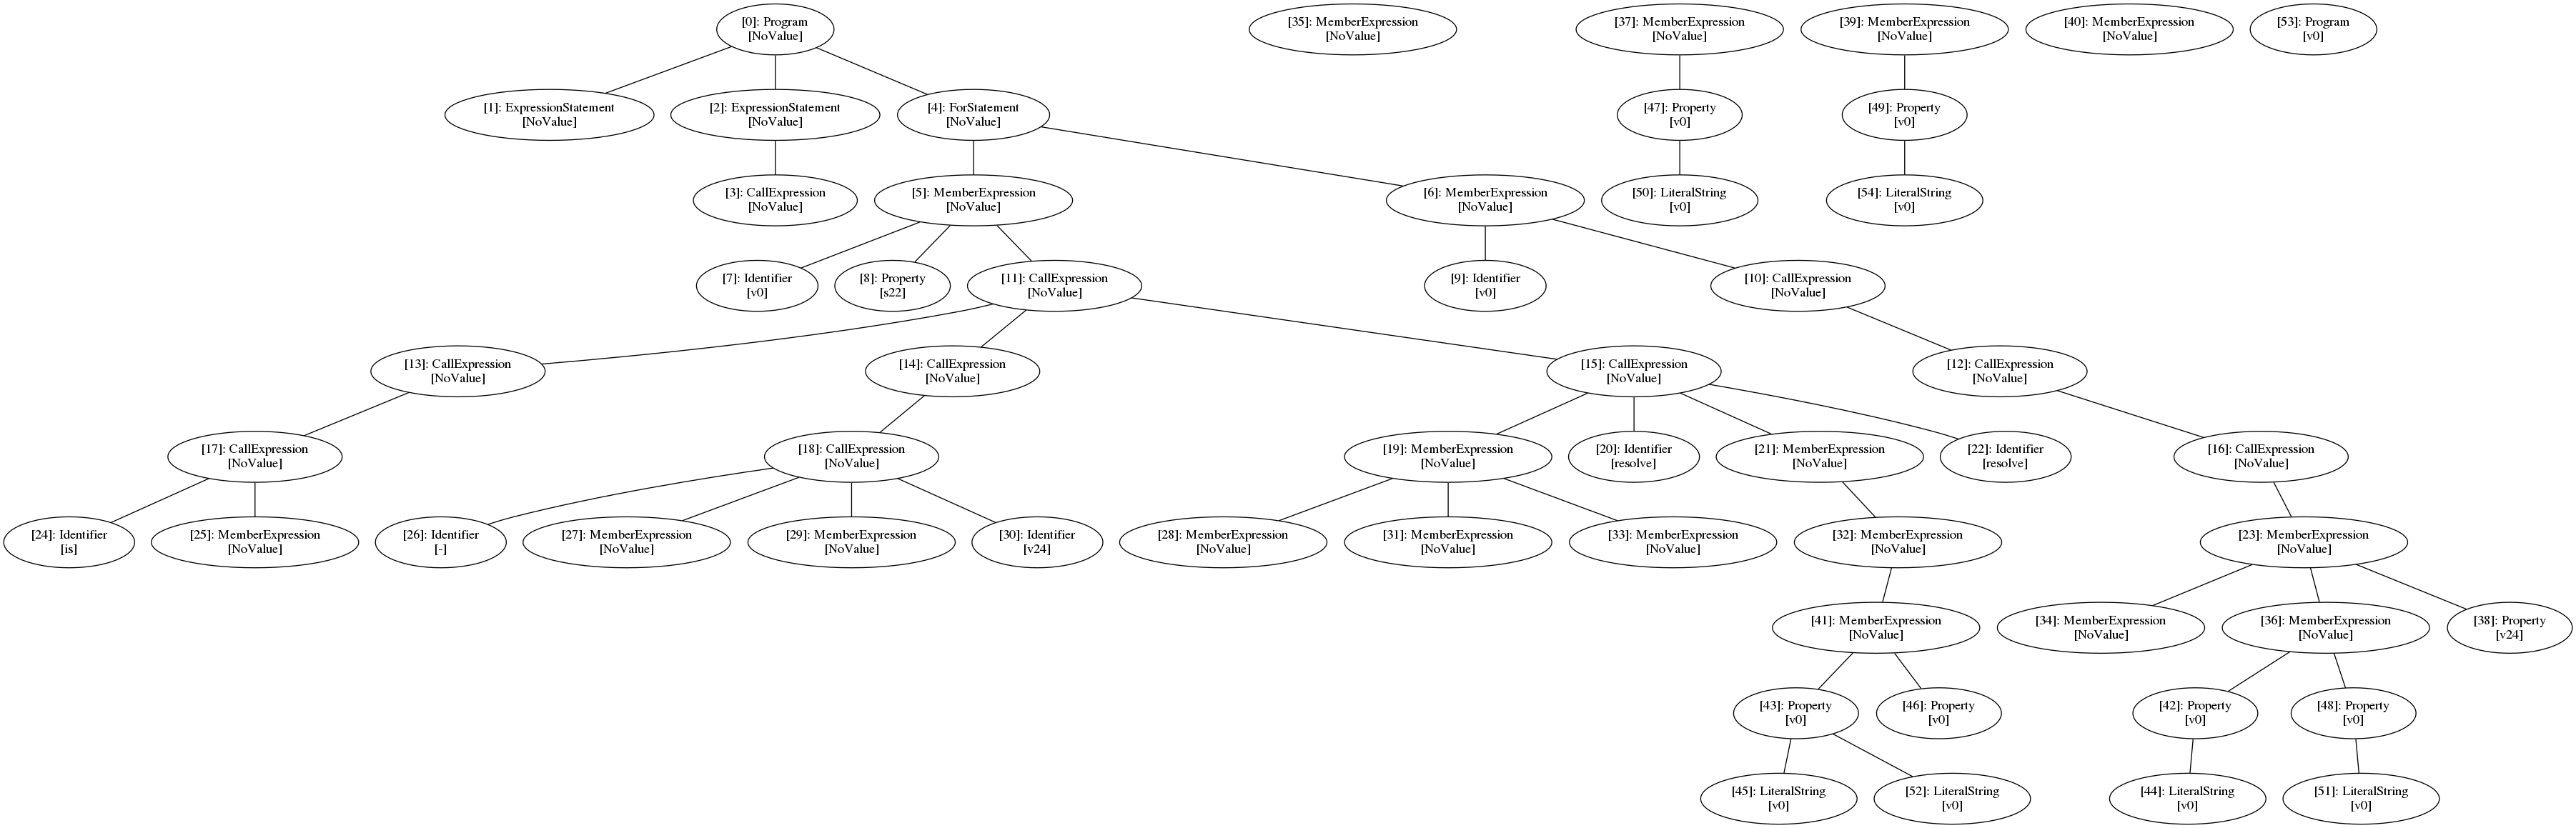 [0]: Program
[NoValue]
[35]: MemberExpression
[NoValue]
[37]: MemberExpression
[NoValue]
[39]: MemberExpression
[NoValue]
[40]: MemberExpression
[NoValue]
[53]: Program
[v0]
[1]: ExpressionStatement
[NoValue]
[2]: ExpressionStatement
[NoValue]
[4]: ForStatement
[NoValue]
[47]: Property
[v0]
[49]: Property
[v0]
[3]: CallExpression
[NoValue]
[5]: MemberExpression
[NoValue]
[6]: MemberExpression
[NoValue]
[50]: LiteralString
[v0]
[54]: LiteralString
[v0]
[7]: Identifier
[v0]
[8]: Property
[s22]
[11]: CallExpression
[NoValue]
[9]: Identifier
[v0]
[10]: CallExpression
[NoValue]
[13]: CallExpression
[NoValue]
[14]: CallExpression
[NoValue]
[15]: CallExpression
[NoValue]
[12]: CallExpression
[NoValue]
[17]: CallExpression
[NoValue]
[18]: CallExpression
[NoValue]
[19]: MemberExpression
[NoValue]
[20]: Identifier
[resolve]
[21]: MemberExpression
[NoValue]
[22]: Identifier
[resolve]
[16]: CallExpression
[NoValue]
[24]: Identifier
[is]
[25]: MemberExpression
[NoValue]
[26]: Identifier
[-]
[27]: MemberExpression
[NoValue]
[29]: MemberExpression
[NoValue]
[30]: Identifier
[v24]
[28]: MemberExpression
[NoValue]
[31]: MemberExpression
[NoValue]
[33]: MemberExpression
[NoValue]
[32]: MemberExpression
[NoValue]
[23]: MemberExpression
[NoValue]
[41]: MemberExpression
[NoValue]
[34]: MemberExpression
[NoValue]
[36]: MemberExpression
[NoValue]
[38]: Property
[v24]
[43]: Property
[v0]
[46]: Property
[v0]
[42]: Property
[v0]
[48]: Property
[v0]
[45]: LiteralString
[v0]
[52]: LiteralString
[v0]
[44]: LiteralString
[v0]
[51]: LiteralString
[v0]